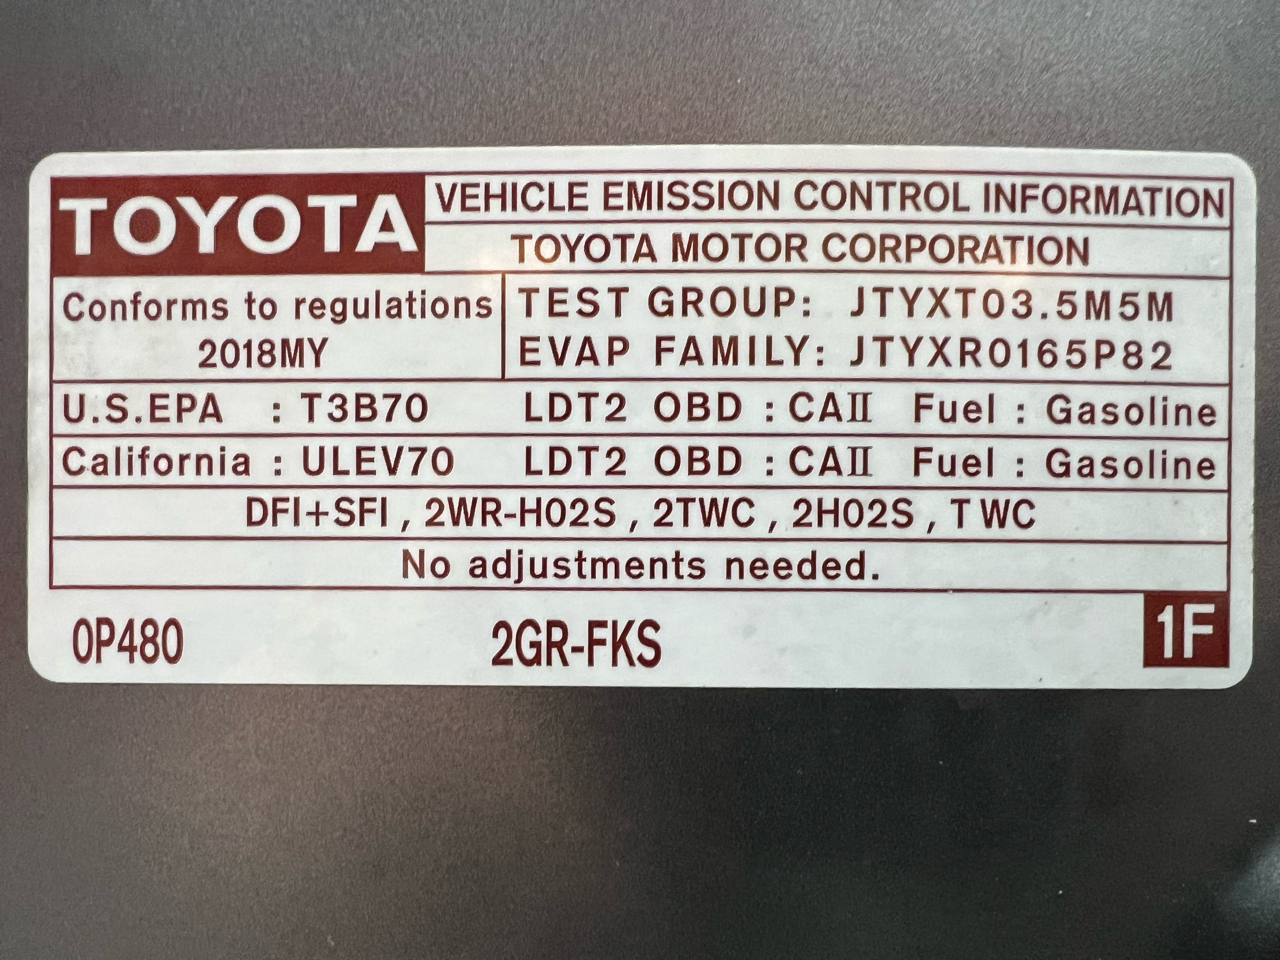 TOYOTA
VEHICLE EMISSION CONTROL INFORMATION
TOYOTA MOTOR CORPORATION
Conforms to regulations
2018MY
TEST GROUP: JTYXT03.5M5M
EVAP FAMILY: JTYXR0165P82
U.S.EPA : T3B70 LDT2 OBD : CAII Fuel : Gasoline
California : ULEV70 LDT2 OBD : CAII Fuel : Gasoline
DFI+SFI , 2WR-HO2S , 2TWC , 2HO2S , TWC
No adjustments needed.
0P480 2GR-FKS 1F